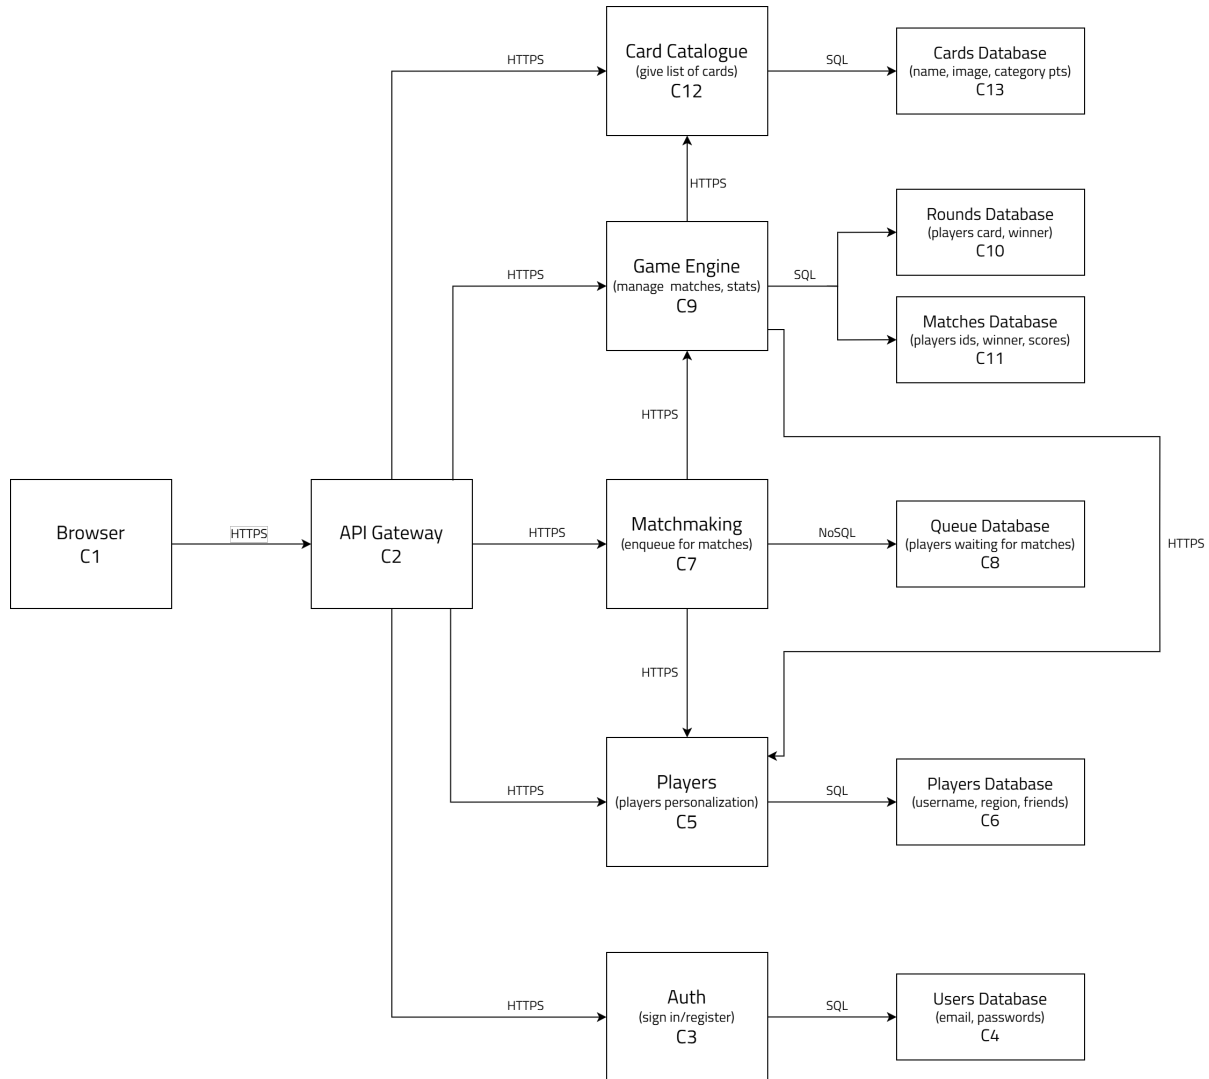 Card Catalogue
(give list of cards)
C12
HTTPS
SQL
Cards Database
(name, image, category pts)
C13
HTTPS
Rounds Database
(players card, winner)
C10
Game Engine
(manage matches, stats)
C9
HTTPS
SQL
Matches Database
(players ids, winner, scores)
C11
HTTPS
Browser
C1
HTTPS
API Gateway
C2
HTTPS
Matchmaking
(enqueue for matches)
C7
NoSQL
Queue Database
(players waiting for matches)
C8
HTTPS
HTTPS
Players
(players personalization)
C5
HTTPS
SQL
Players Database
(username, region, friends)
C6
Auth
(sign in/register)
C3
HTTPS
SQL
Users Database
(email, passwords)
C4